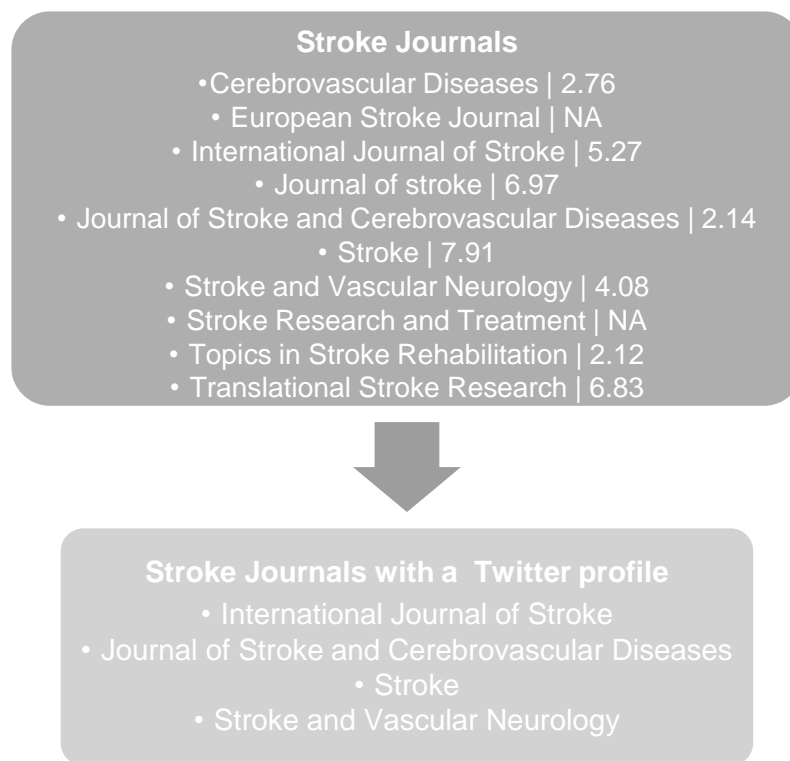 Stroke Journals
•Cerebrovascular Diseases | 2.76
• European Stroke Journal | NA
• International Journal of Stroke | 5.27
• Journal of stroke | 6.97
• Journal of Stroke and Cerebrovascular Diseases | 2.14
• Stroke | 7.91
• Stroke and Vascular Neurology | 4.08
• Stroke Research and Treatment | NA
• Topics in Stroke Rehabilitation | 2.12
• Translational Stroke Research | 6.83
Stroke Journals with a Twitter profile
• International Journal of Stroke
• Journal of Stroke and Cerebrovascular Diseases
• Stroke
• Stroke and Vascular Neurology